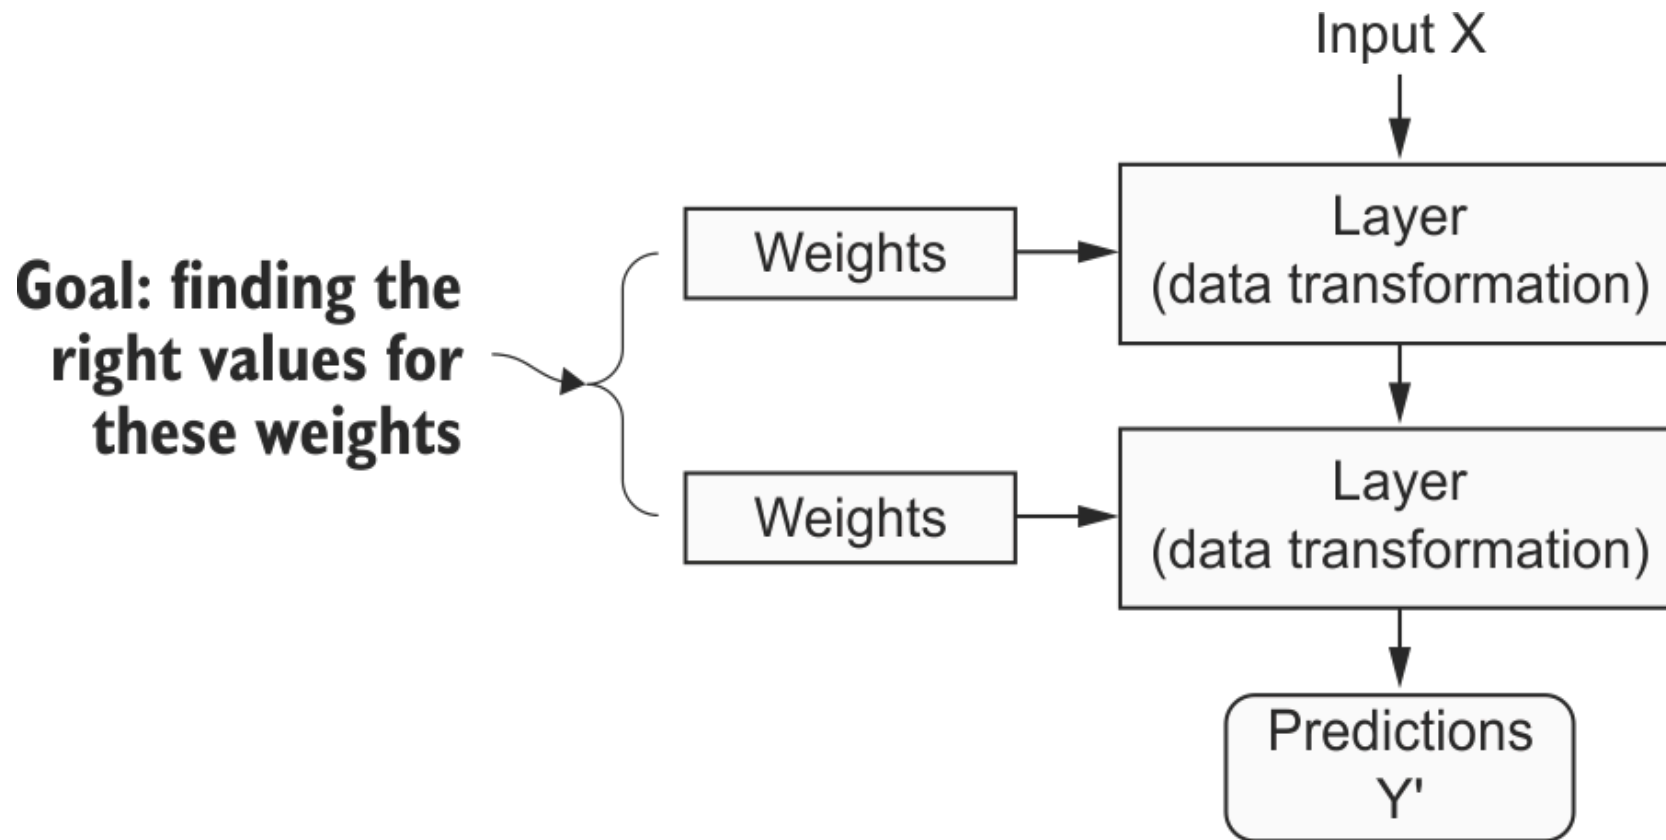 Input X
Weights
Layer
(data transformation)
Goal: finding the
right values for
these weights
Weights
Layer
(data transformation)
Predictions
Y'